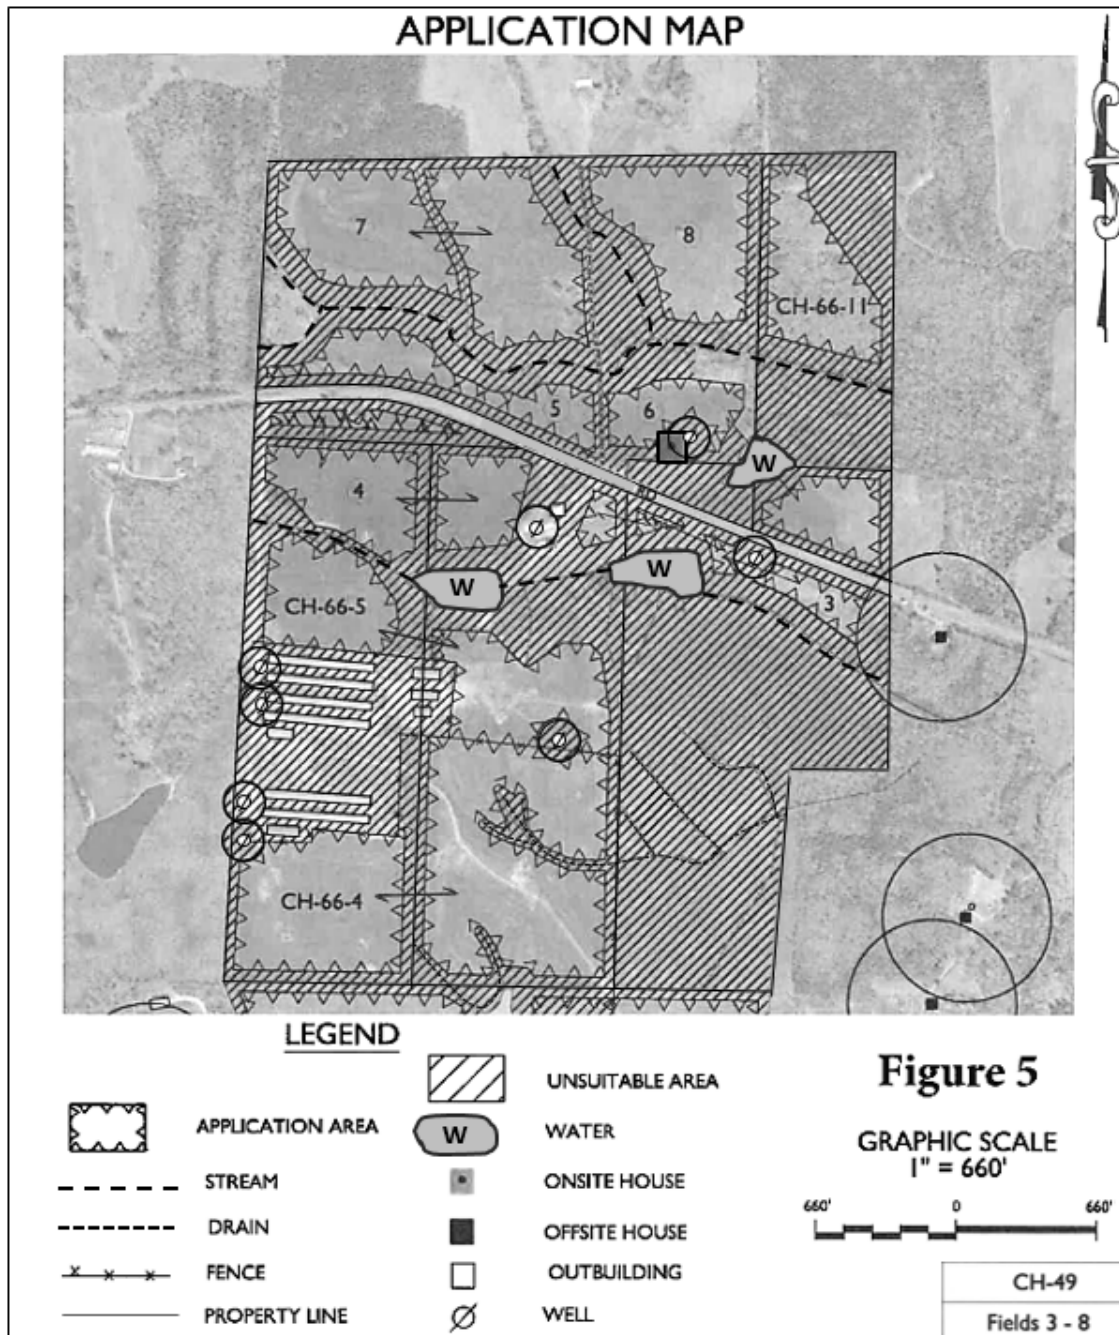 APPLICATION MAP
7
8
CH-66-11
5
6
W
4
W
W
CH-66-5
3
CH-66-4
LEGEND
APPLICATION AREA
STREAM
DRAIN
FENCE
PROPERTY LINE
UNSUITABLE AREA
W
WATER
ONSITE HOUSE
OFFSITE HOUSE
OUTBUILDING
WELL
Figure 5
GRAPHIC SCALE
1" = 660'
660' 0 660'
CH-49
Fields 3 - 8